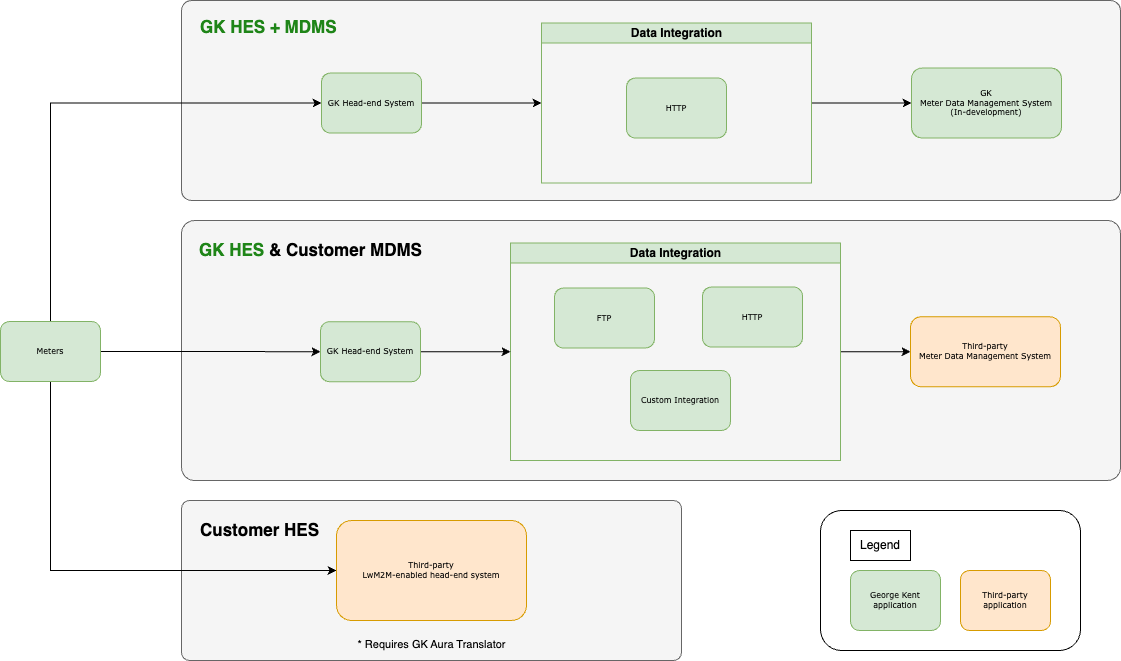 GK HES + MDMS
Data Integration
GK Head-end System
HTTP
GK
Meter Data Management System
(In-development)
GK HES & Customer MDMS
Data Integration
FTP
HTTP
Meters
GK Head-end System
Third-party
Meter Data Management System
Custom Integration
Customer HES
Third-party
LwM2M-enabled head-end system
* Requires GK Aura Translator
Legend
George Kent
application
Third-party
application